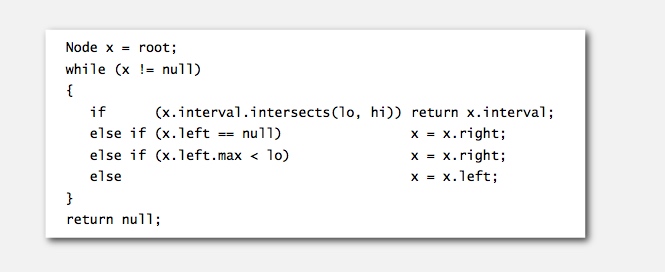 Node x = root;
while (x != null)
{
   if      (x.interval.intersects(lo, hi)) return x.interval;
   else if (x.left == null)                x = x.right;
   else if (x.left.max < lo)               x = x.right;
   else                                    x = x.left;
}
return null;